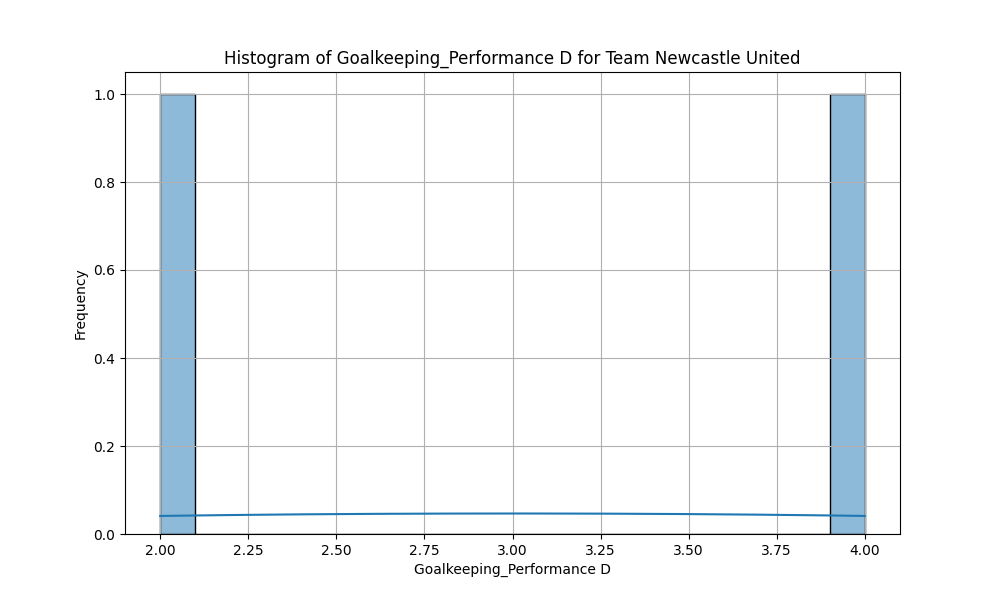 Histogram of Goalkeeping_Performance D for Team Newcastle United
1.0
0.8
0.6
0.4
0.2
0.0
Frequency
2.00 2.25 2.50 2.75 3.00 3.25 3.50 3.75 4.00
Goalkeeping_Performance D